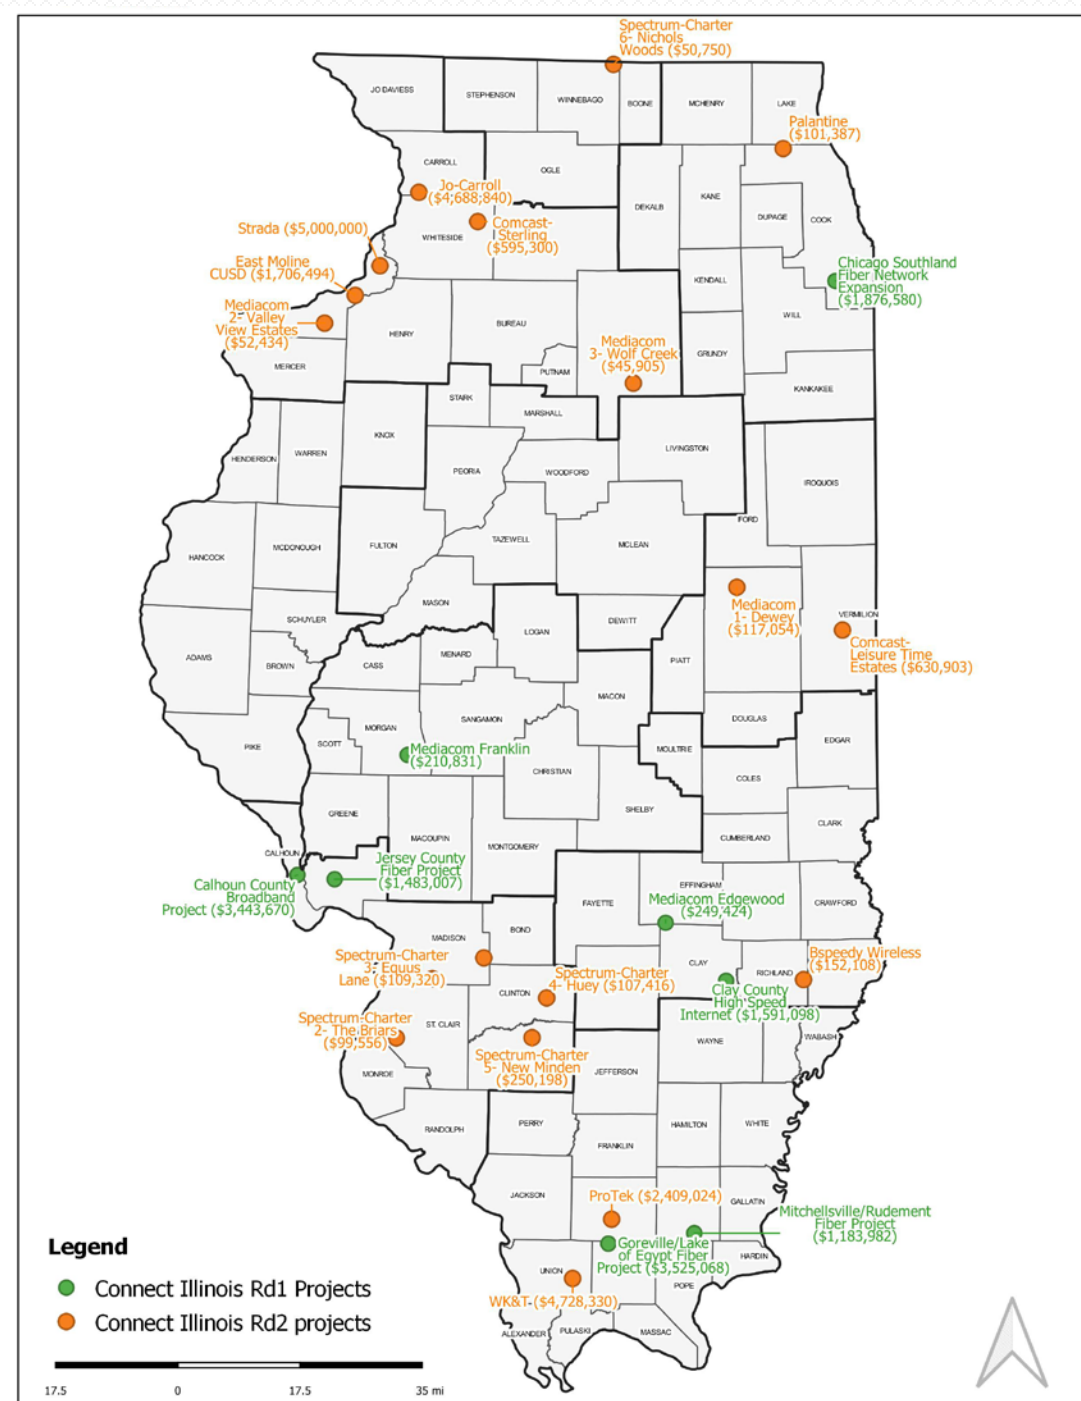 Spectrum-Charter
6- Nichols
Woods ($50,750)
JO DAVIESS
STEPHENSON
WINNEBAGO
BOONE
MCHENRY
LAKE
Palantine
($101,387)
CARROLL
OGLE
Jo-Carroll
($4,688,840)
DEKALB
KANE
DUPAGE
COOK
Strada ($5,000,000)
WHITESIDE
Comcast-
Sterling
($595,300)
East Moline
CUSD ($1,706,494)
Chicago Southland
Fiber Network
Expansion
($1,876,580)
KENDALL
WILL
Mediacom
2- Valley
View Estates
($52,434)
HENRY
BUREAU
Mediacom
3- Wolf Creek
($45,905)
GRUNDY
MERCER
PUTNAM
KANKAKEE
STARK
MARSHALL
KNOX
HENDERSON
WARREN
PEORIA
WOODFORD
LIVINGSTON
IROQUOIS
FORD
HANCOCK
MCDONOUGH
FULTON
TAZEWELL
MCLEAN
MASON
Mediacom
1- Dewey
($117,054)
VERMILION
SCHUYLER
LOGAN
DEWITT
Comcast-
Leisure Time
Estates ($630,903)
ADAMS
BROWN
CASS
MENARD
PIATT
MACON
PIKE
SCOTT
MORGAN
SANGAMON
DOUGLAS
Mediacom Franklin
($210,831)
MOULTRIE
EDGAR
CHRISTIAN
COLES
GREENE
SHELBY
MACOUPIN
MONTGOMERY
CUMBERLAND
CLARK
CALHOUN
Jersey County
Fiber Project
($1,483,007)
Calhoun County
Broadband
Project ($3,443,670)
EFFINGHAM
Mediacom Edgewood
($249,424)
FAYETTE
CRAWFORD
MADISON
BOND
Spectrum-Charter
3- Equus
Lane ($109,320)
CLAY
RICHLAND
Bspeedy Wireless
($152,108)
Spectrum-Charter
4- Huey ($107,416)
CLINTON
Clay County
High Speed
Internet ($1,591,098)
Spectrum-Charter
2- The Briars
($99,556)
ST. CLAIR
Spectrum-Charter
5- New Minden
($250,198)
WAYNE
WABASH
MONROE
JEFFERSON
RANDOLPH
PERRY
HAMILTON
WHITE
FRANKLIN
JACKSON
ProTek ($2,409,024)
GALLATIN
Mitchellsville/Rudement
Fiber Project
($1,183,982)
Goreville/Lake
of Egypt Fiber
Project ($3,525,068)
HARDIN
UNION
POPE
WK&T ($4,728,330)
ALEXANDER
PULASKI
MASSAC
Legend
Connect Illinois Rd1 Projects
Connect Illinois Rd2 projects
17.5 0 17.5 35 mi